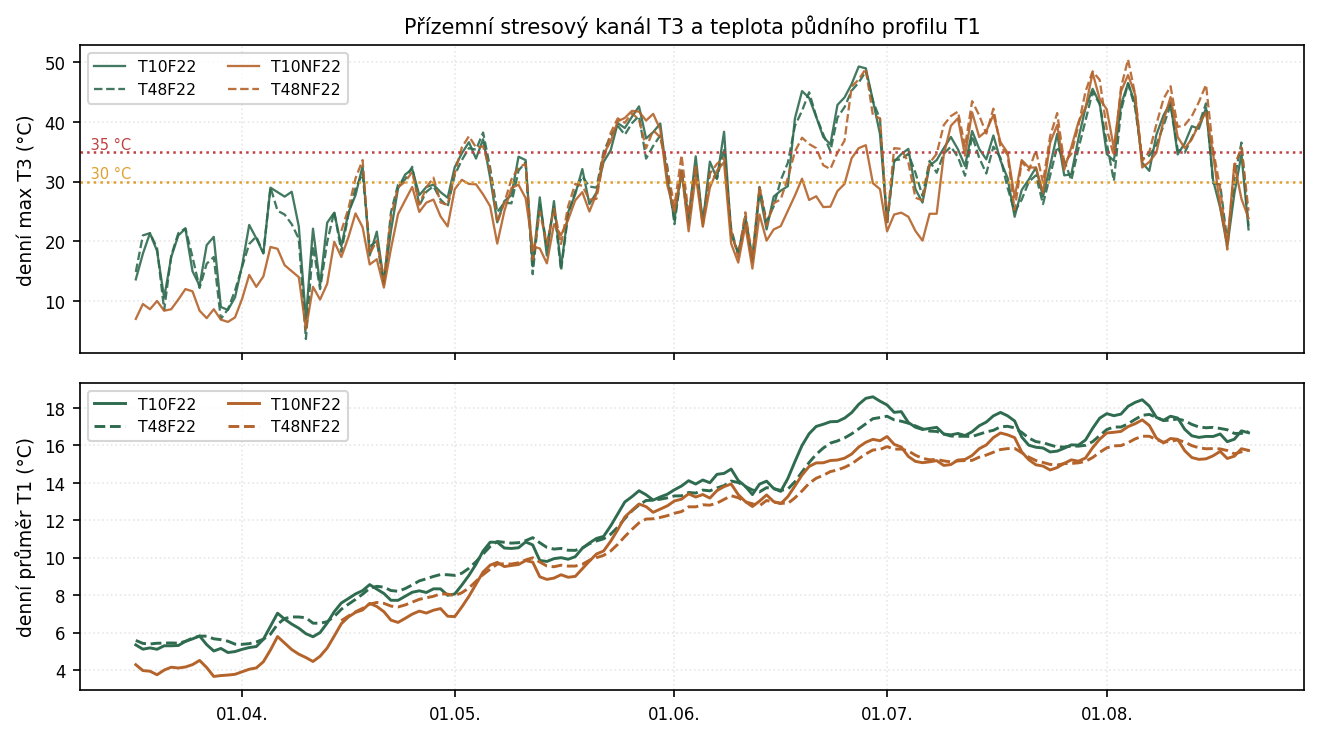 Přízemní stresový kanál T3 a teplota půdního profilu T1
denní max T3 (°C)
50
40
30
20
10
T10F22
T48F22
T10NF22
T48NF22
35 °C
30 °C
denní průměr T1 (°C)
18
16
14
12
10
8
6
4
T10F22
T48F22
T10NF22
T48NF22
01.04.
01.05.
01.06.
01.07.
01.08.